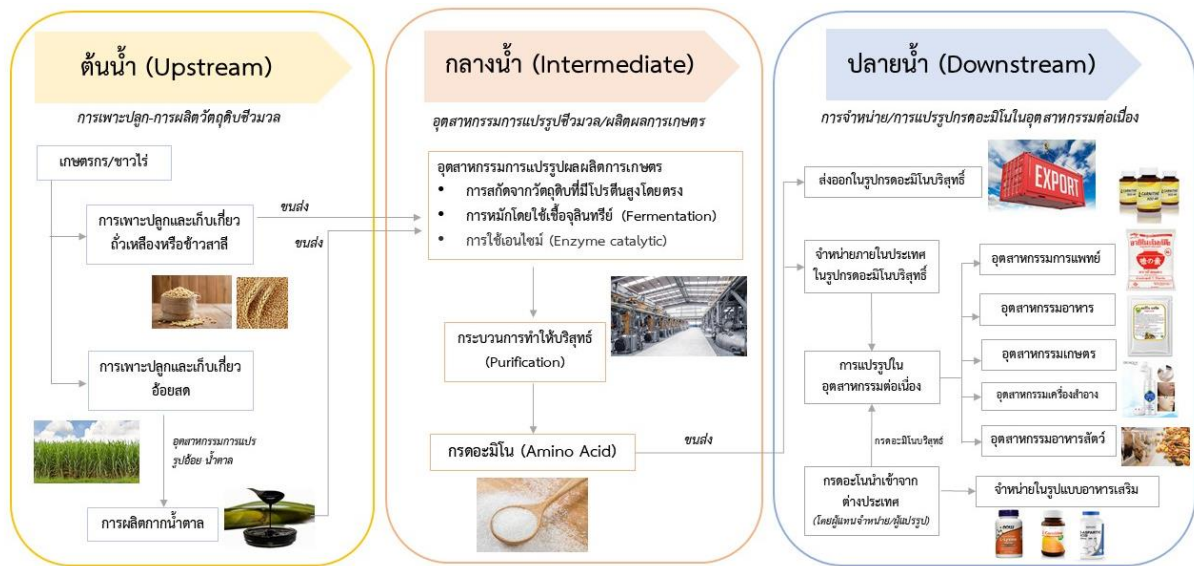 ต้นน้ำ (Upstream)
การเพาะปลูก-การผลิตวัตถุดิบชีวมวล
เกษตรกร/ชาวไร่
การเพาะปลูกและเก็บเกี่ยว
ถั่วเหลืองหรือข้าวสาลี
ขนส่ง
ขนส่ง
การเพาะปลูกและเก็บเกี่ยว
อ้อยสด
อุตสาหกรรมการแปร
รูปอ้อย-น้ำตาล
การผลิตกากน้ำตาล
กลางน้ำ (Intermediate)
อุตสาหกรรมการแปรรูปชีวมวล/ผลิตผลการเกษตร
อุตสาหกรรมการแปรรูปผลผลิตการเกษตร
• การสกัดจากวัตถุดิบที่มีโปรตีนสูงโดยตรง
• การหมักโดยใช้เชื้อจุลินทรีย์ (Fermentation)
• การใช้เอนไซม์ (Enzyme catalytic)
กระบวนการทำให้บริสุทธ์
(Purification)
กรดอะมิโน (Amino Acid)
ขนส่ง
ปลายน้ำ (Downstream)
การจำหน่าย/การแปรรูปกรดอะมิโนในอุตสาหกรรมต่อเนื่อง
ส่งออกในรูปกรดอะมิโนบริสุทธิ์
EXPORT
จำหน่ายภายในประเทศ
ในรูปกรดอะมิโนบริสุทธิ์
อุตสาหกรรมการแพทย์
อุตสาหกรรมอาหาร
การแปรรูปใน
อุตสาหกรรมต่อเนื่อง
อุตสาหกรรมเกษตร
อุตสาหกรรมเครื่องสำอาง
กรดอะมิโนบริสุทธ์
อุตสาหกรรมอาหารสัตว์
กรดอะโนนำเข้าจาก
ต่างประเทศ
(โดยผู้แทนจำหน่าย/ผู้แปรรูป)
จำหน่ายในรูปแบบอาหารเสริม
NOW